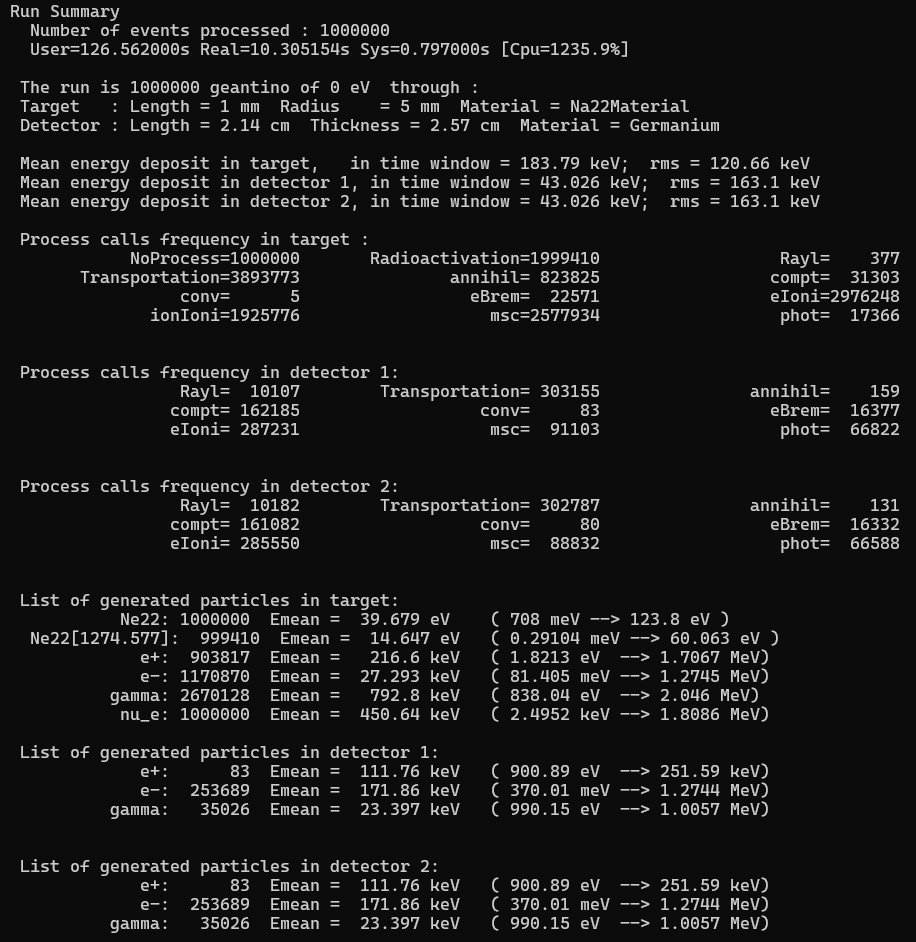 Run Summary
Number of events processed : 1000000
User=126.562000s Real=10.305154s Sys=0.797000s [Cpu=1235.9%]
The run is 1000000 geantino of 0 eV through :
Target : Length = 1 mm Radius = 5 mm Material = Na22Material
Detector : Length = 2.14 cm Thickness = 2.57 cm Material = Germanium
Mean energy deposit in target, in time window = 183.79 keV; rms = 120.66 keV
Mean energy deposit in detector 1, in time window = 43.026 keV; rms = 163.1 keV
Mean energy deposit in detector 2, in time window = 43.026 keV; rms = 163.1 keV
Process calls frequency in target :
NoProcess=1000000 Radioactivation=1999410 Rayl= 377
Transportation=3893773 annihil= 823825 compt= 31303
conv= 5 eBrem= 22571 eIoni=2976248
ionIoni=1925776 msc=2577934 phot= 17366
Process calls frequency in detector 1:
Rayl= 10107 Transportation= 303155 annihil= 159
compt= 162185 conv= 83 eBrem= 16377
eIoni= 287231 msc= 91103 phot= 66822
Process calls frequency in detector 2:
Rayl= 10182 Transportation= 302787 annihil= 131
compt= 161082 conv= 80 eBrem= 16332
eIoni= 285550 msc= 88832 phot= 66588
List of generated particles in target:
Ne22: 1000000 Emean = 39.679 eV ( 708 meV --> 123.8 eV )
Ne22[1274.577]: 999410 Emean = 14.647 eV ( 0.29104 meV --> 60.063 eV )
e+: 903817 Emean = 216.6 keV ( 1.8213 eV --> 1.7067 MeV)
e-: 1170870 Emean = 27.293 keV ( 81.405 meV --> 1.2745 MeV)
gamma: 2670128 Emean = 792.8 keV ( 838.04 eV --> 2.046 MeV)
nu_e: 1000000 Emean = 450.64 keV ( 2.4952 keV --> 1.8086 MeV)
List of generated particles in detector 1:
e+: 83 Emean = 111.76 keV ( 900.89 eV --> 251.59 keV)
e-: 253689 Emean = 171.86 keV ( 370.01 meV --> 1.2744 MeV)
gamma: 35026 Emean = 23.397 keV ( 990.15 eV --> 1.0057 MeV)
List of generated particles in detector 2:
e+: 83 Emean = 111.76 keV ( 900.89 eV --> 251.59 keV)
e-: 253689 Emean = 171.86 keV ( 370.01 meV --> 1.2744 MeV)
gamma: 35026 Emean = 23.397 keV ( 990.15 eV --> 1.0057 MeV)